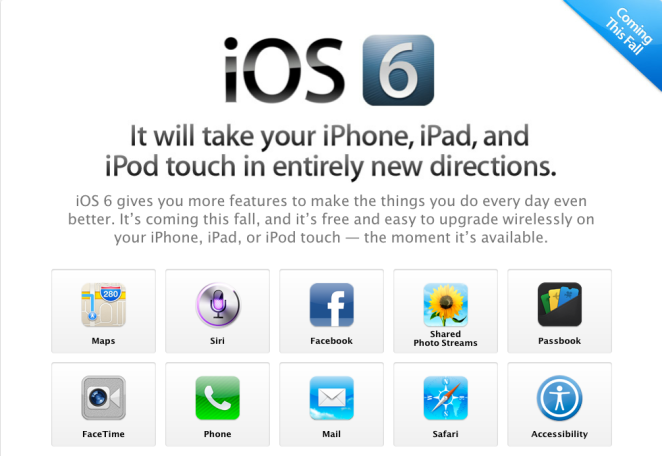 Coming
This Fall
iOS 6
It will take your iPhone, iPad, and
iPod touch in entirely new directions.
iOS 6 gives you more features to make the things you do every day even
better. It’s coming this fall, and it’s free and easy to upgrade wirelessly on
your iPhone, iPad, or iPod touch — the moment it’s available.
280
Maps
Siri
f
Facebook
Shared
Photo Streams
Passbook
FaceTime
Phone
Mail
N
S
Safari
Accessibility